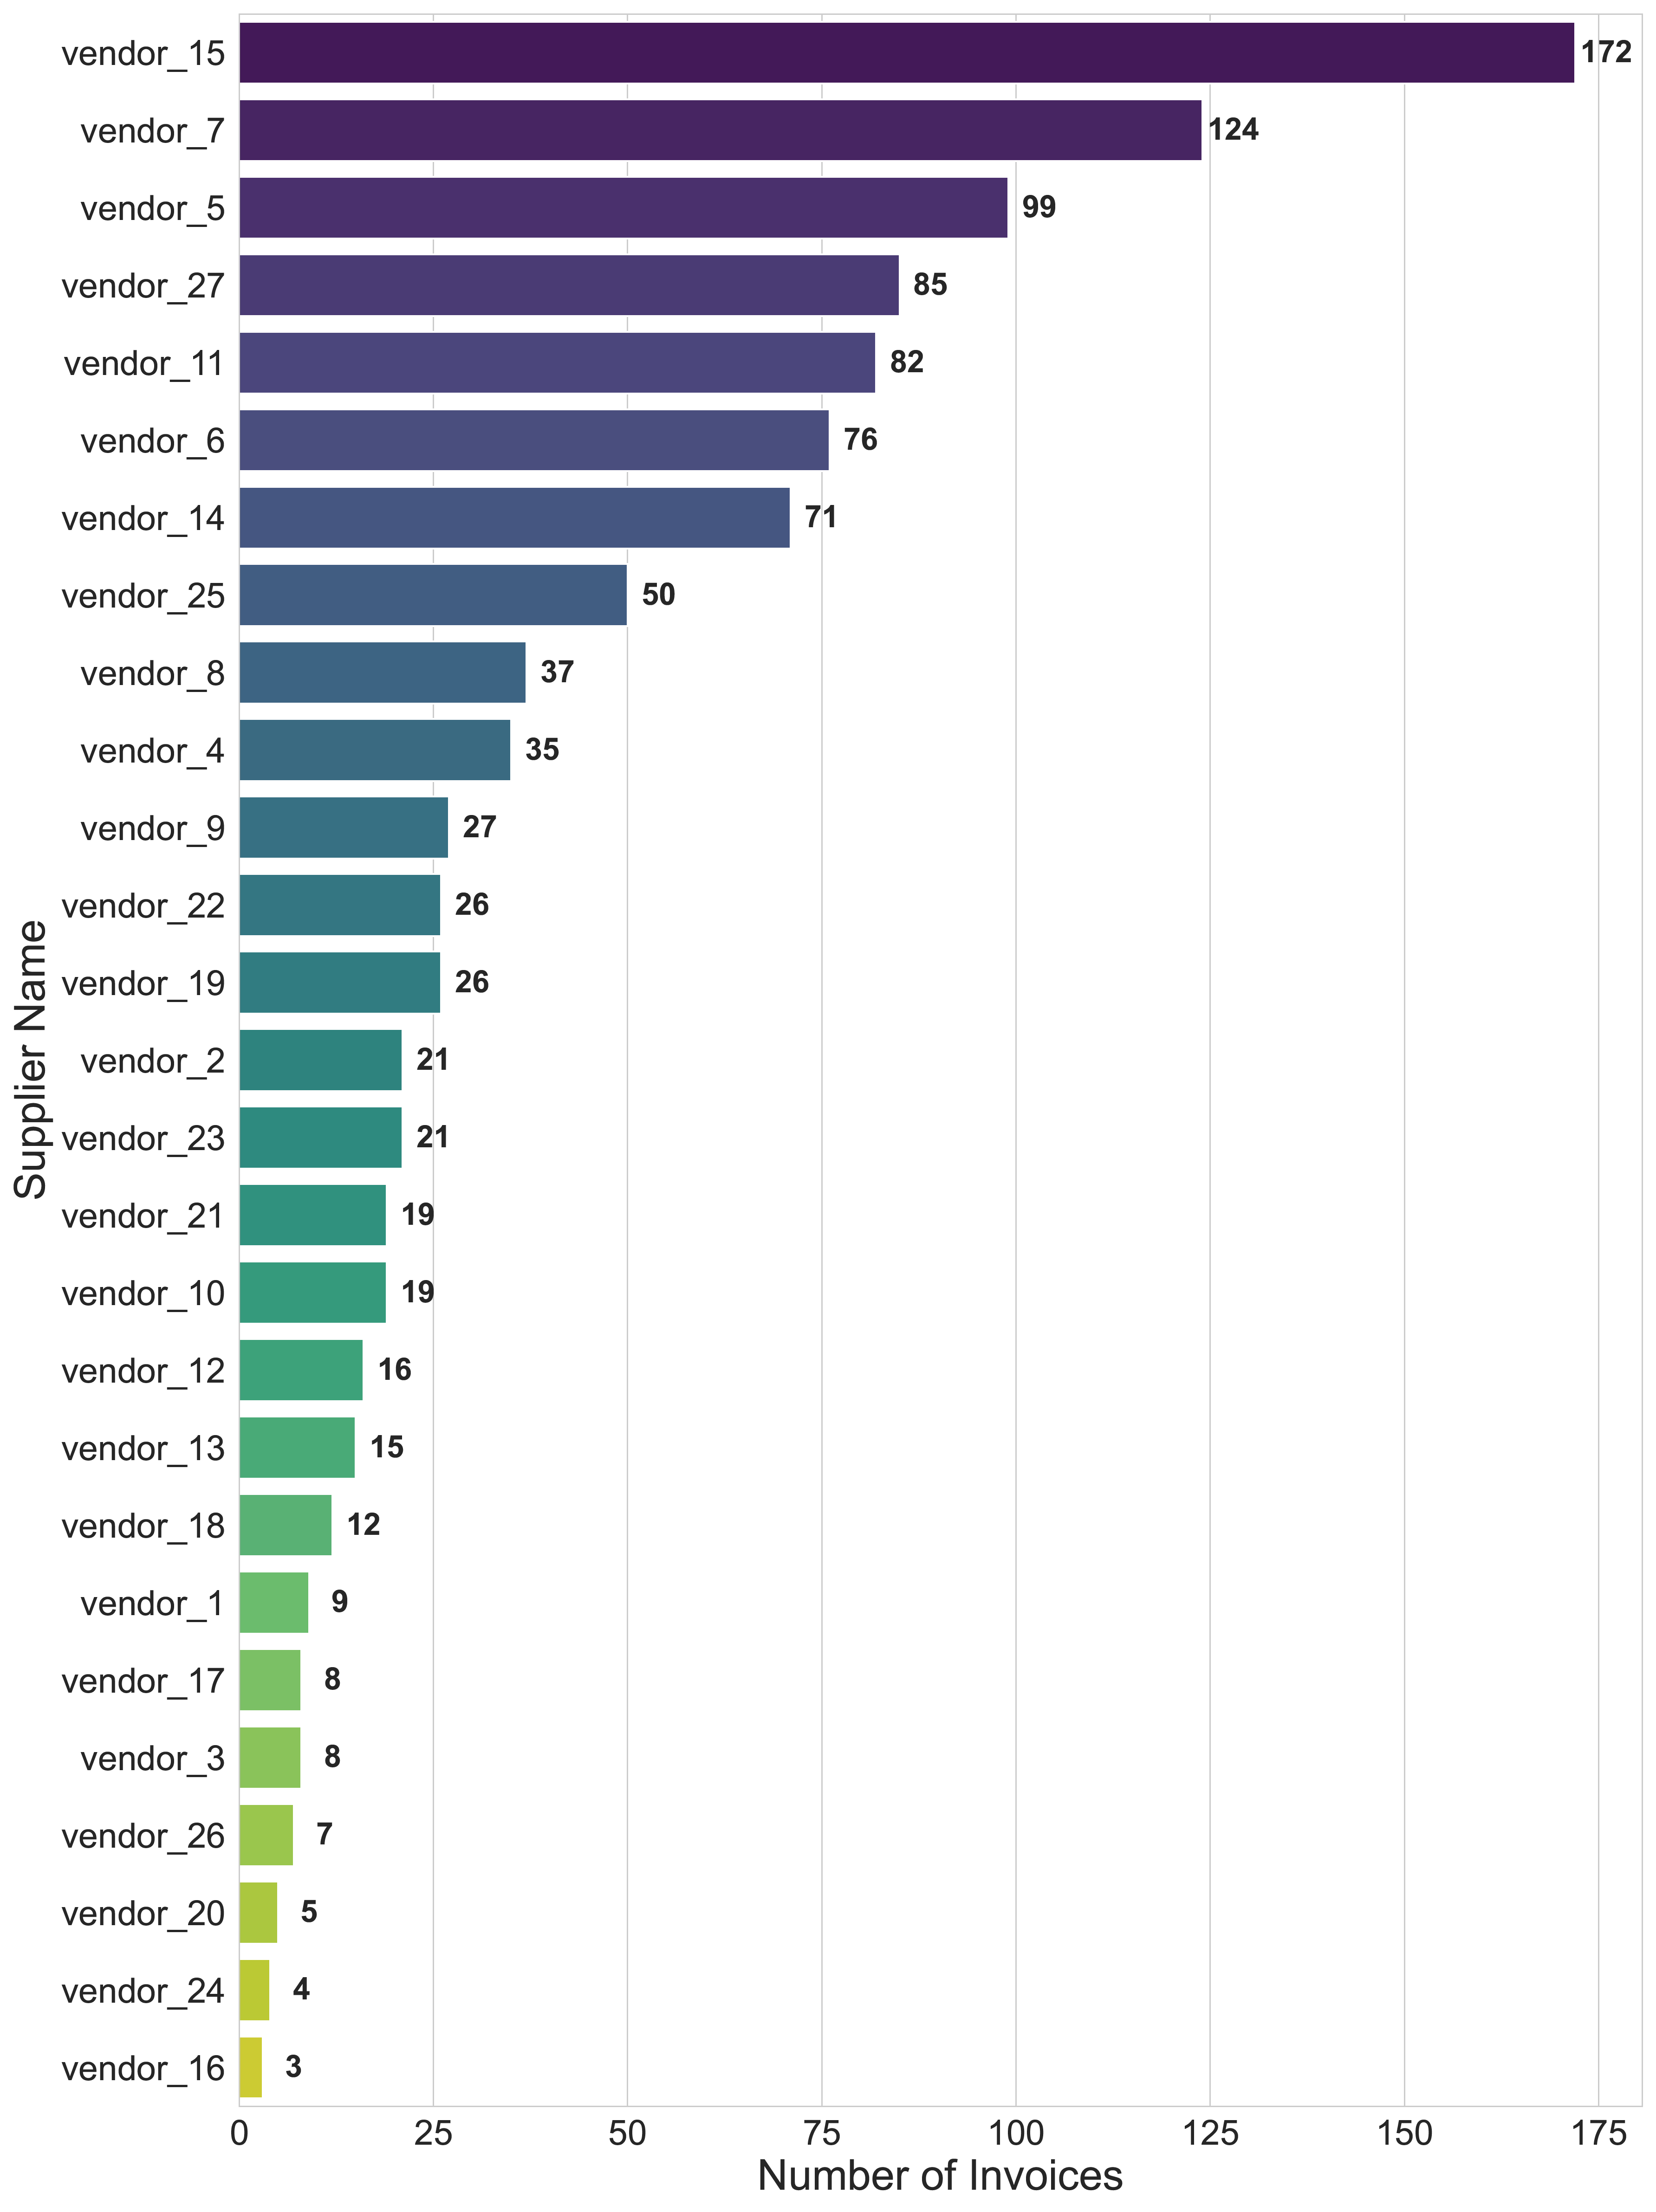 vendor_15 172
vendor_7 124
vendor_5 99
vendor_27 85
vendor_11 82
vendor_6 76
vendor_14 71
vendor_25 50
vendor_8 37
vendor_4 35
vendor_9 27
vendor_22 26
vendor_19 26
vendor_2 21
vendor_23 21
vendor_21 19
vendor_10 19
vendor_12 16
vendor_13 15
vendor_18 12
vendor_1 9
vendor_17 8
vendor_3 8
vendor_26 7
vendor_20 5
vendor_24 4
vendor_16 3
Supplier Name
0 25 50 75 100 125 150 175
Number of Invoices